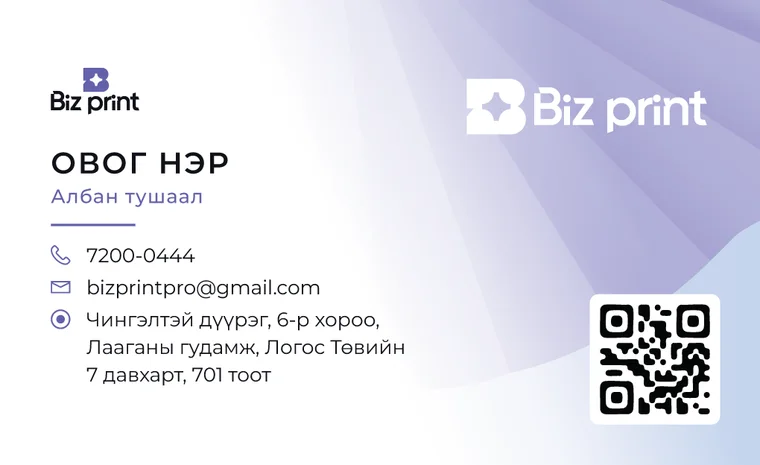 Biz print
Biz print
ОВОГ НЭР
Албан тушаал
7200-0444
bizprintpro@gmail.com
Чингэлтэй дүүрэг, 6-р хороо,
Лааганы гудамж, Логос Төвийн
7 давхарт, 701 тоот